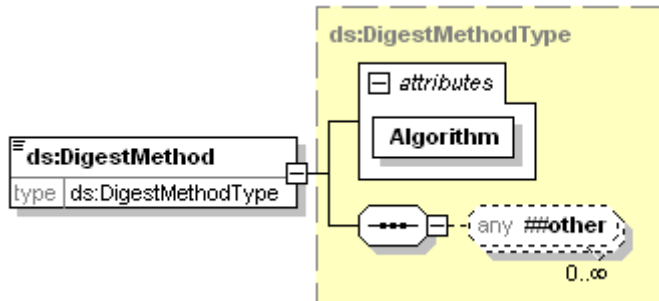 ds:DigestMethodType
attributes
Algorithm
ds:DigestMethod
type ds:DigestMethodType
any ##other
0..∞